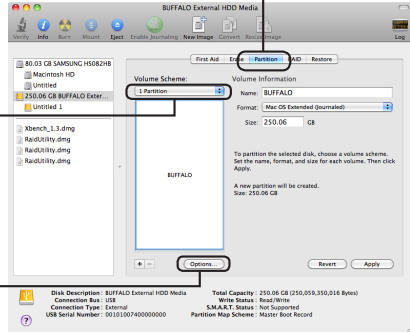 BUFFALO External HDD Media
Verify Info Burn Mount Eject Enable Journaling New Image Convert Resize Image Log
First Aid Erase Partition RAID Restore
80.03 GB SAMSUNG HS082HB
Macintosh HD
Untitled
250.06 GB BUFFALO Exter...
Untitled 1
Xbench_1.3.dmg
RaidUtility.dmg
RaidUtility.dmg
RaidUtility.dmg
Volume Scheme:
1 Partition
BUFFALO
Volume Information
Name: BUFFALO
Format: Mac OS Extended (Journaled)
Size: 250.06 GB
To partition the selected disk, choose a volume scheme.
Set the name, format, and size for each volume. Then click
Apply.
A new partition will be created.
Size: 250.06 GB
+ − Options... Revert Apply
Disk Description : BUFFALO External HDD Media
Connection Bus : USB
Connection Type : External
USB Serial Number : 00101007400000000
Total Capacity : 250.06 GB (250,059,350,016 Bytes)
Write Status : Read/Write
S.M.A.R.T. Status : Not Supported
Partition Map Scheme : Master Boot Record
?